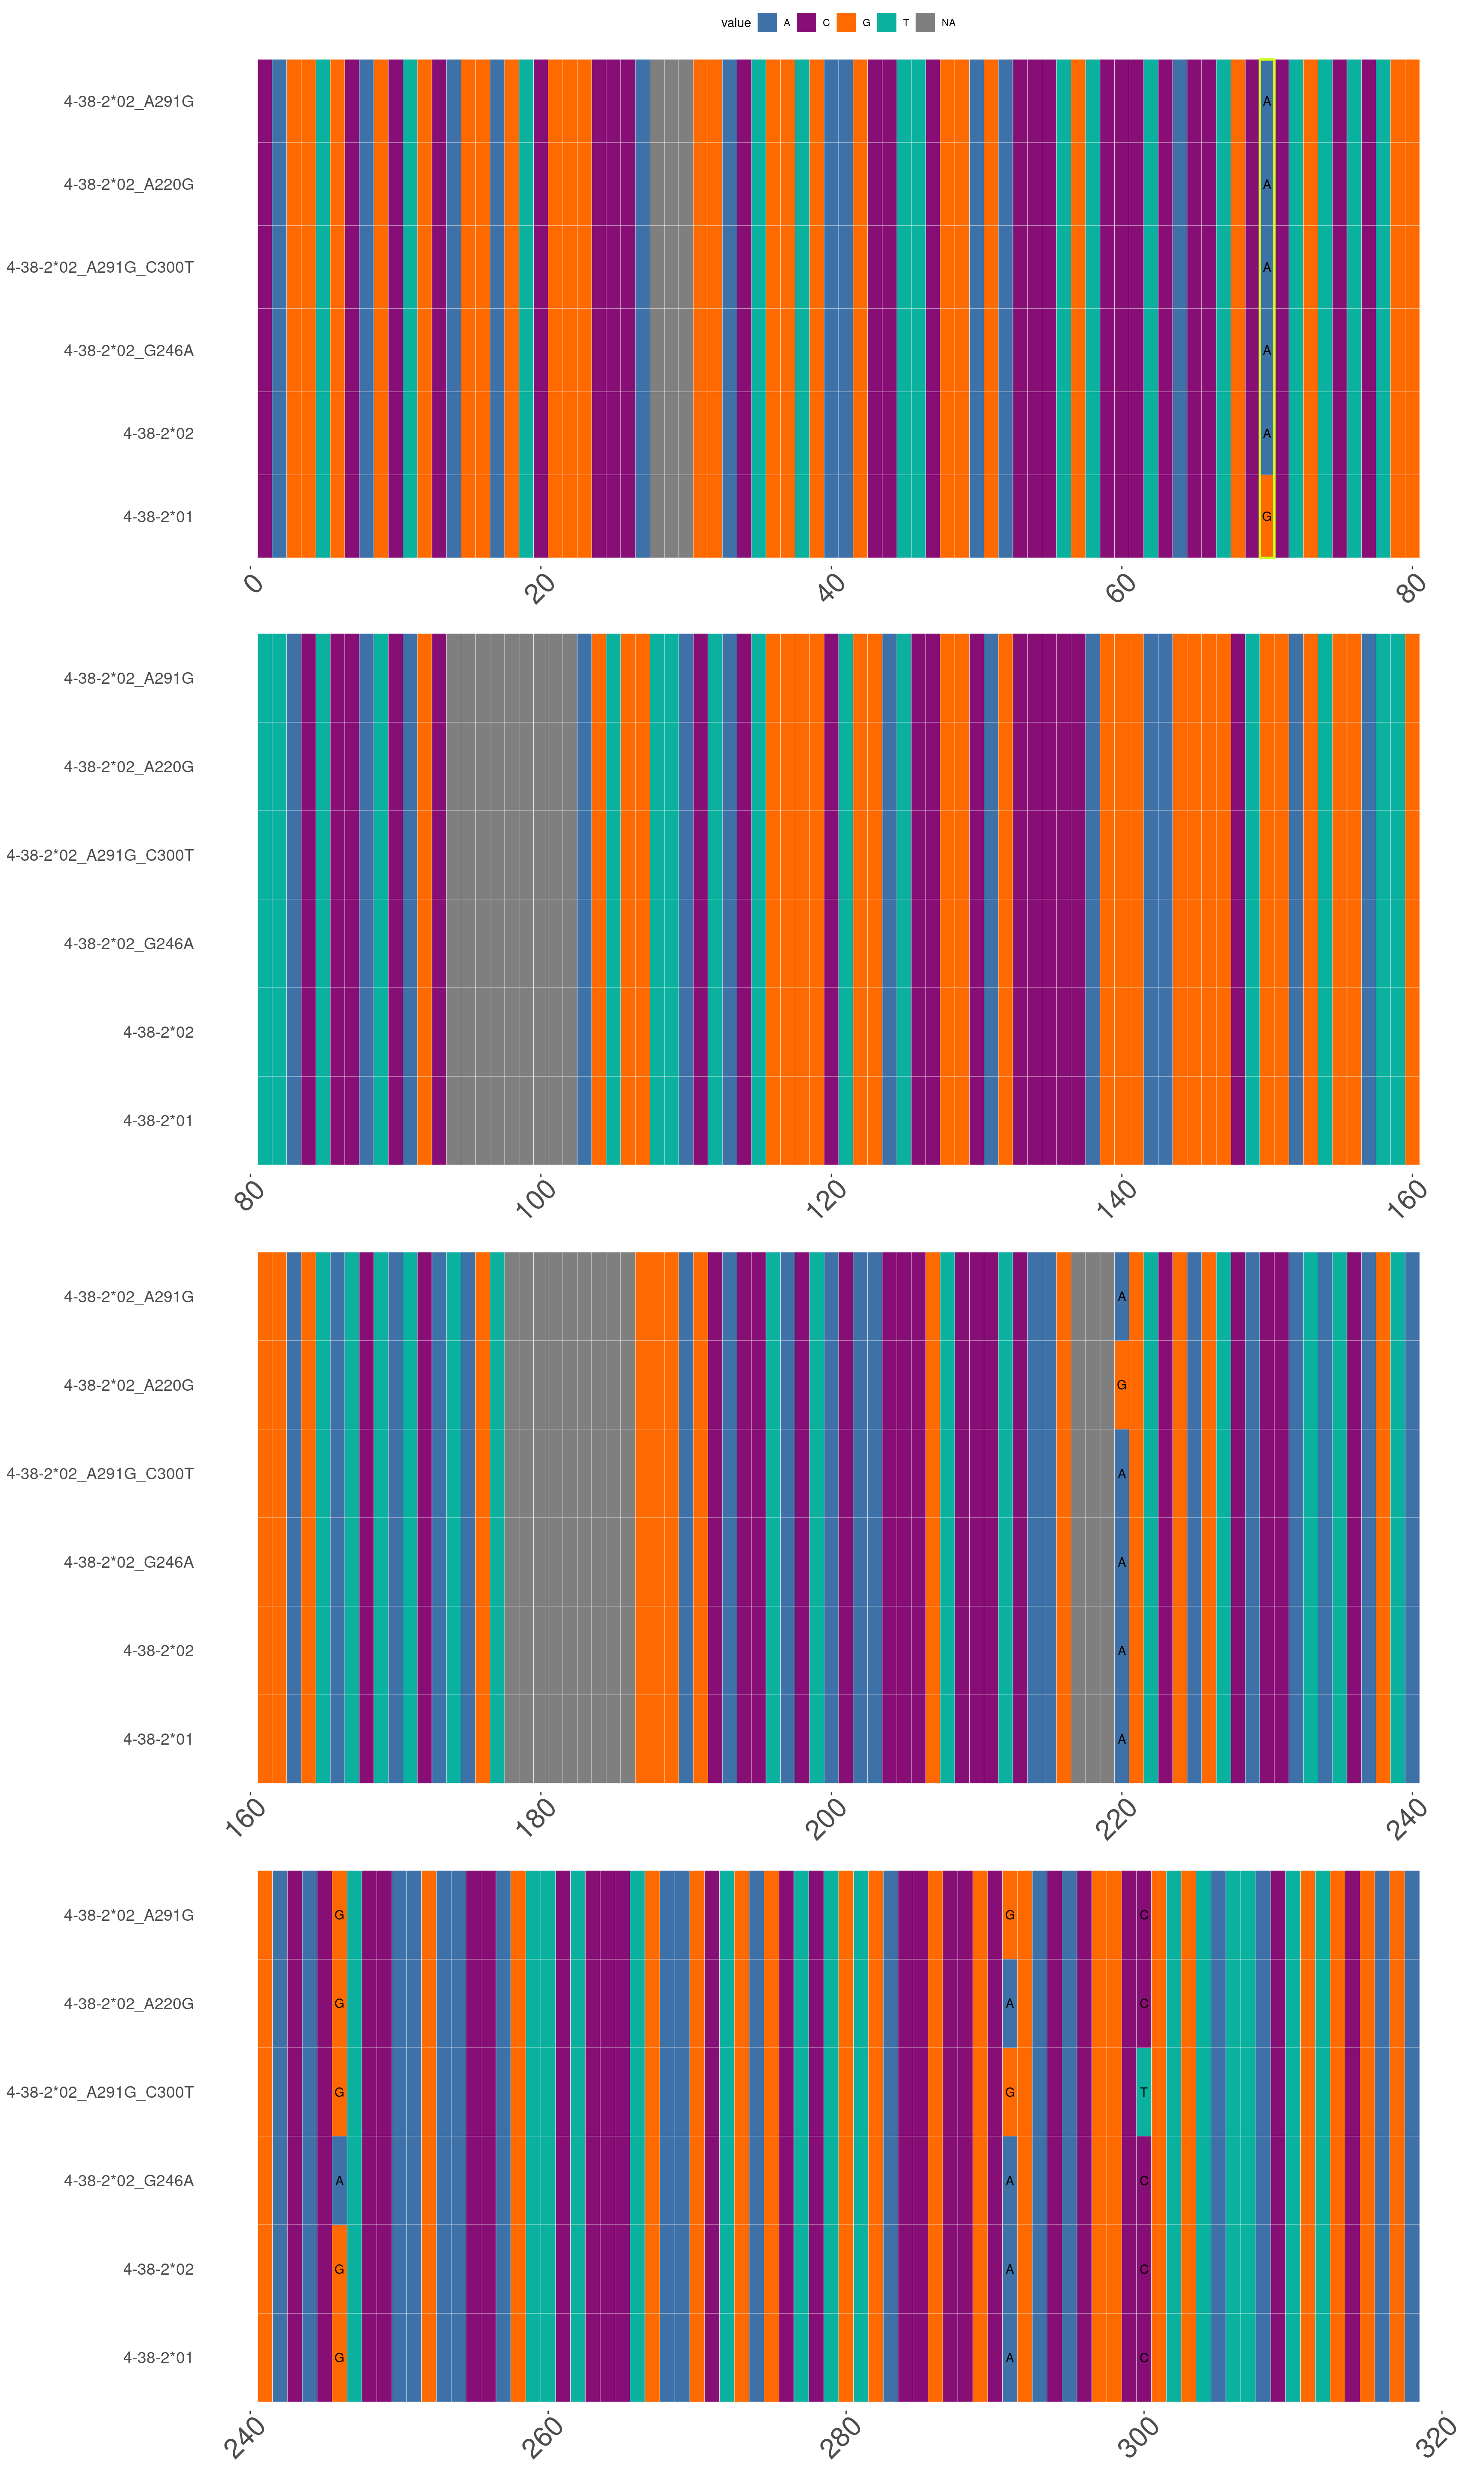 value A C G T NA
4-38-2*02_A291G A
4-38-2*02_A220G A
4-38-2*02_A291G_C300T A
4-38-2*02_G246A A
4-38-2*02 A
4-38-2*01 G
0 20 40 60 80
4-38-2*02_A291G
4-38-2*02_A220G
4-38-2*02_A291G_C300T
4-38-2*02_G246A
4-38-2*02
4-38-2*01
80 100 120 140 160
4-38-2*02_A291G A
4-38-2*02_A220G G
4-38-2*02_A291G_C300T A
4-38-2*02_G246A A
4-38-2*02 A
4-38-2*01 A
160 180 200 220 240
4-38-2*02_A291G G G C
4-38-2*02_A220G G A C
4-38-2*02_A291G_C300T G G T
4-38-2*02_G246A A A C
4-38-2*02 G A C
4-38-2*01 G A C
240 260 280 300 320